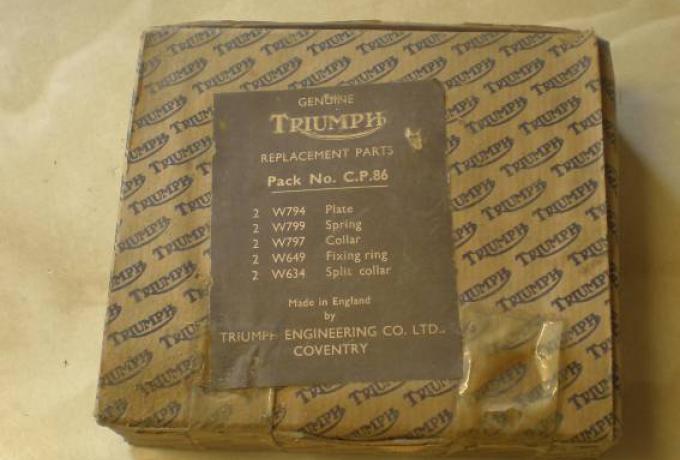 GENUINE
TRIUMPH
REPLACEMENT PARTS
Pack No. C.P.86
2 W794 Plate
2 W799 Spring
2 W797 Collar
2 W649 Fixing ring
2 W634 Split collar
Made in England
by
TRIUMPH ENGINEERING CO. LTD.,
COVENTRY